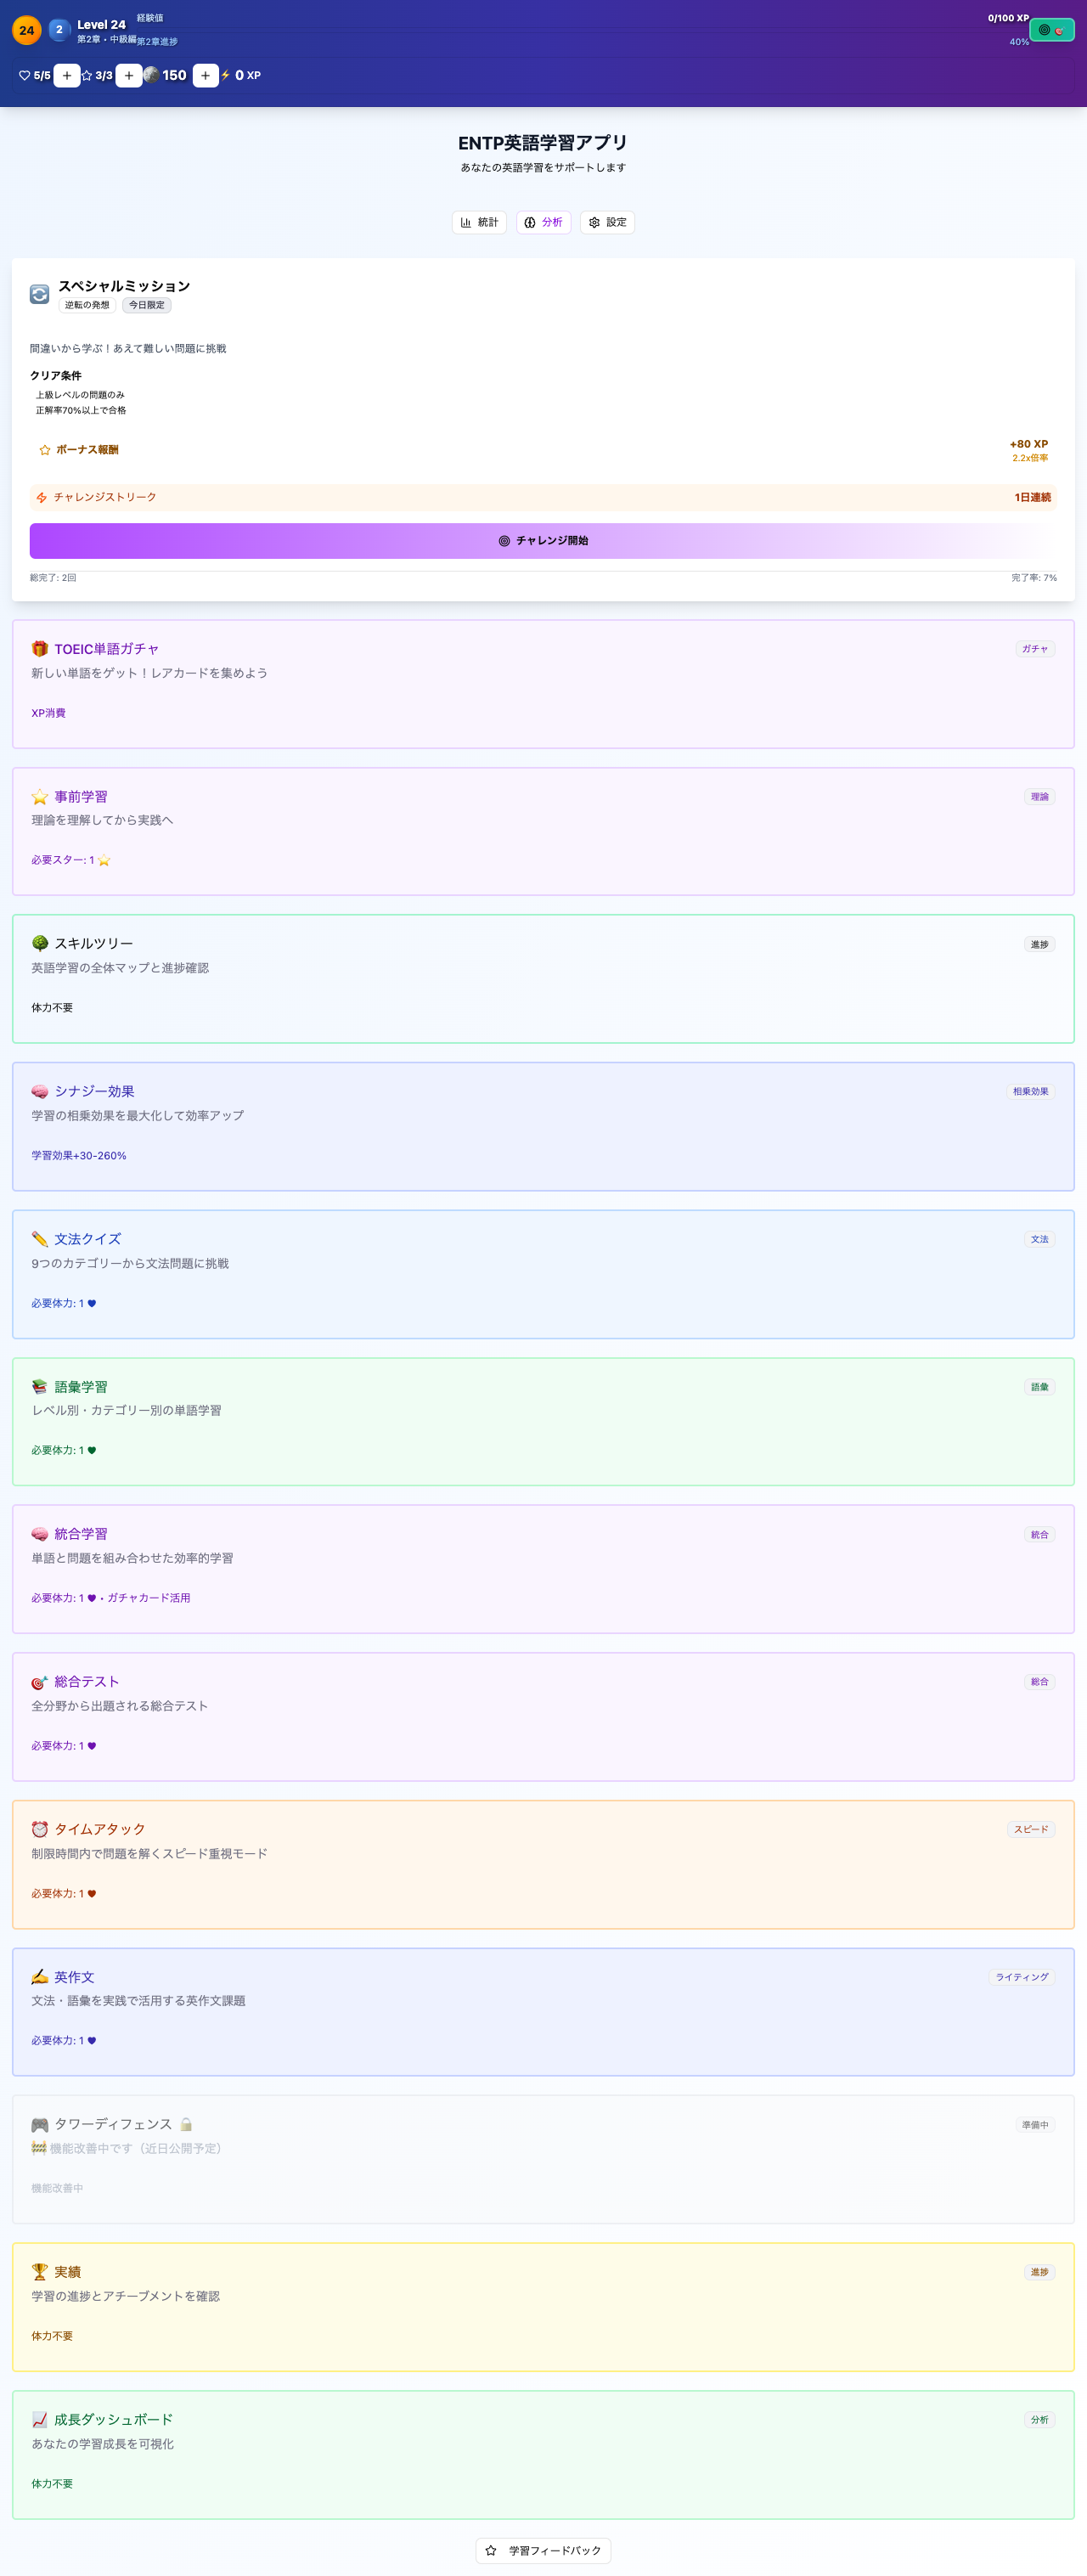 24
2
Level 24
第2章・中級編
経験値
0/100 XP
第2章進捗
40%
5/5
+
3/3
+
150
+
0 XP
ENTP英語学習アプリ
あなたの英語学習をサポートします
統計
分析
設定
スペシャルミッション
逆転の発想
今日限定
間違いから学ぶ！あえて難しい問題に挑戦
クリア条件
上級レベルの問題のみ
正解率70%以上で合格
ボーナス報酬
+80 XP
2.2x倍率
チャレンジストリーク
1日連続
チャレンジ開始
総完了: 2回
完了率: 7%
TOEIC単語ガチャ
ガチャ
新しい単語をゲット！レアカードを集めよう
XP消費
事前学習
理論
理論を理解してから実践へ
必要スター: 1 ⭐
スキルツリー
進捗
英語学習の全体マップと進捗確認
体力不要
シナジー効果
相乗効果
学習の相乗効果を最大化して効率アップ
学習効果+30-260%
文法クイズ
文法
9つのカテゴリーから文法問題に挑戦
必要体力: 1 ♥
語彙学習
語彙
レベル別・カテゴリー別の単語学習
必要体力: 1 ♥
統合学習
統合
単語と問題を組み合わせた効率的学習
必要体力: 1 ♥ • ガチャカード活用
総合テスト
総合
全分野から出題される総合テスト
必要体力: 1 ♥
タイムアタック
スピード
制限時間内で問題を解くスピード重視モード
必要体力: 1 ♥
英作文
ライティング
文法・語彙を実践で活用する英作文課題
必要体力: 1 ♥
タワーディフェンス 🔒
準備中
🚧 機能改善中です（近日公開予定）
機能改善中
実績
進捗
学習の進捗とアチーブメントを確認
体力不要
成長ダッシュボード
分析
あなたの学習成長を可視化
体力不要
学習フィードバック